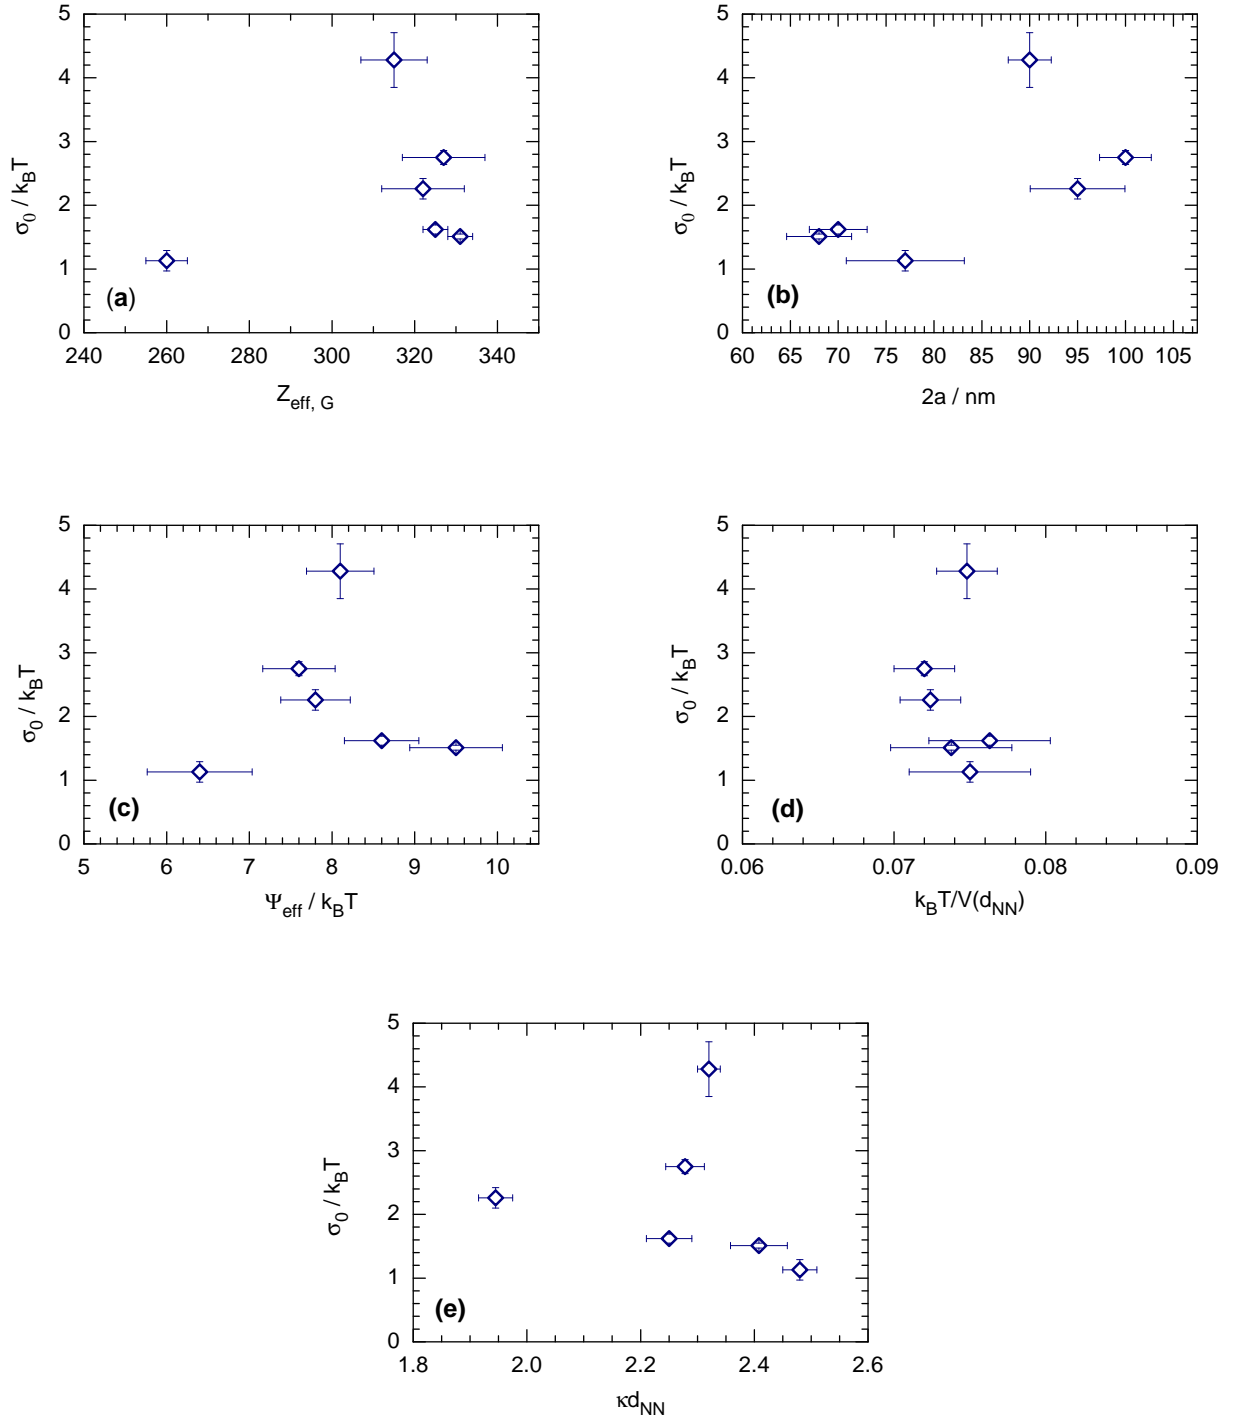 5
4
3
2
1
0
σ0 / kBT
(a)
240 260 280 300 320 340
Zeff, G
5
4
3
2
1
0
σ0 / kBT
(b)
60 65 70 75 80 85 90 95 100 105
2a / nm
5
4
3
2
1
0
σ0 / kBT
(c)
5 6 7 8 9 10
Ψeff / kBT
5
4
3
2
1
0
σ0 / kBT
(d)
0.06 0.07 0.08 0.09
kBT/V(dNN)
5
4
3
2
1
0
σ0 / kBT
(e)
1.8 2.0 2.2 2.4 2.6
κdNN